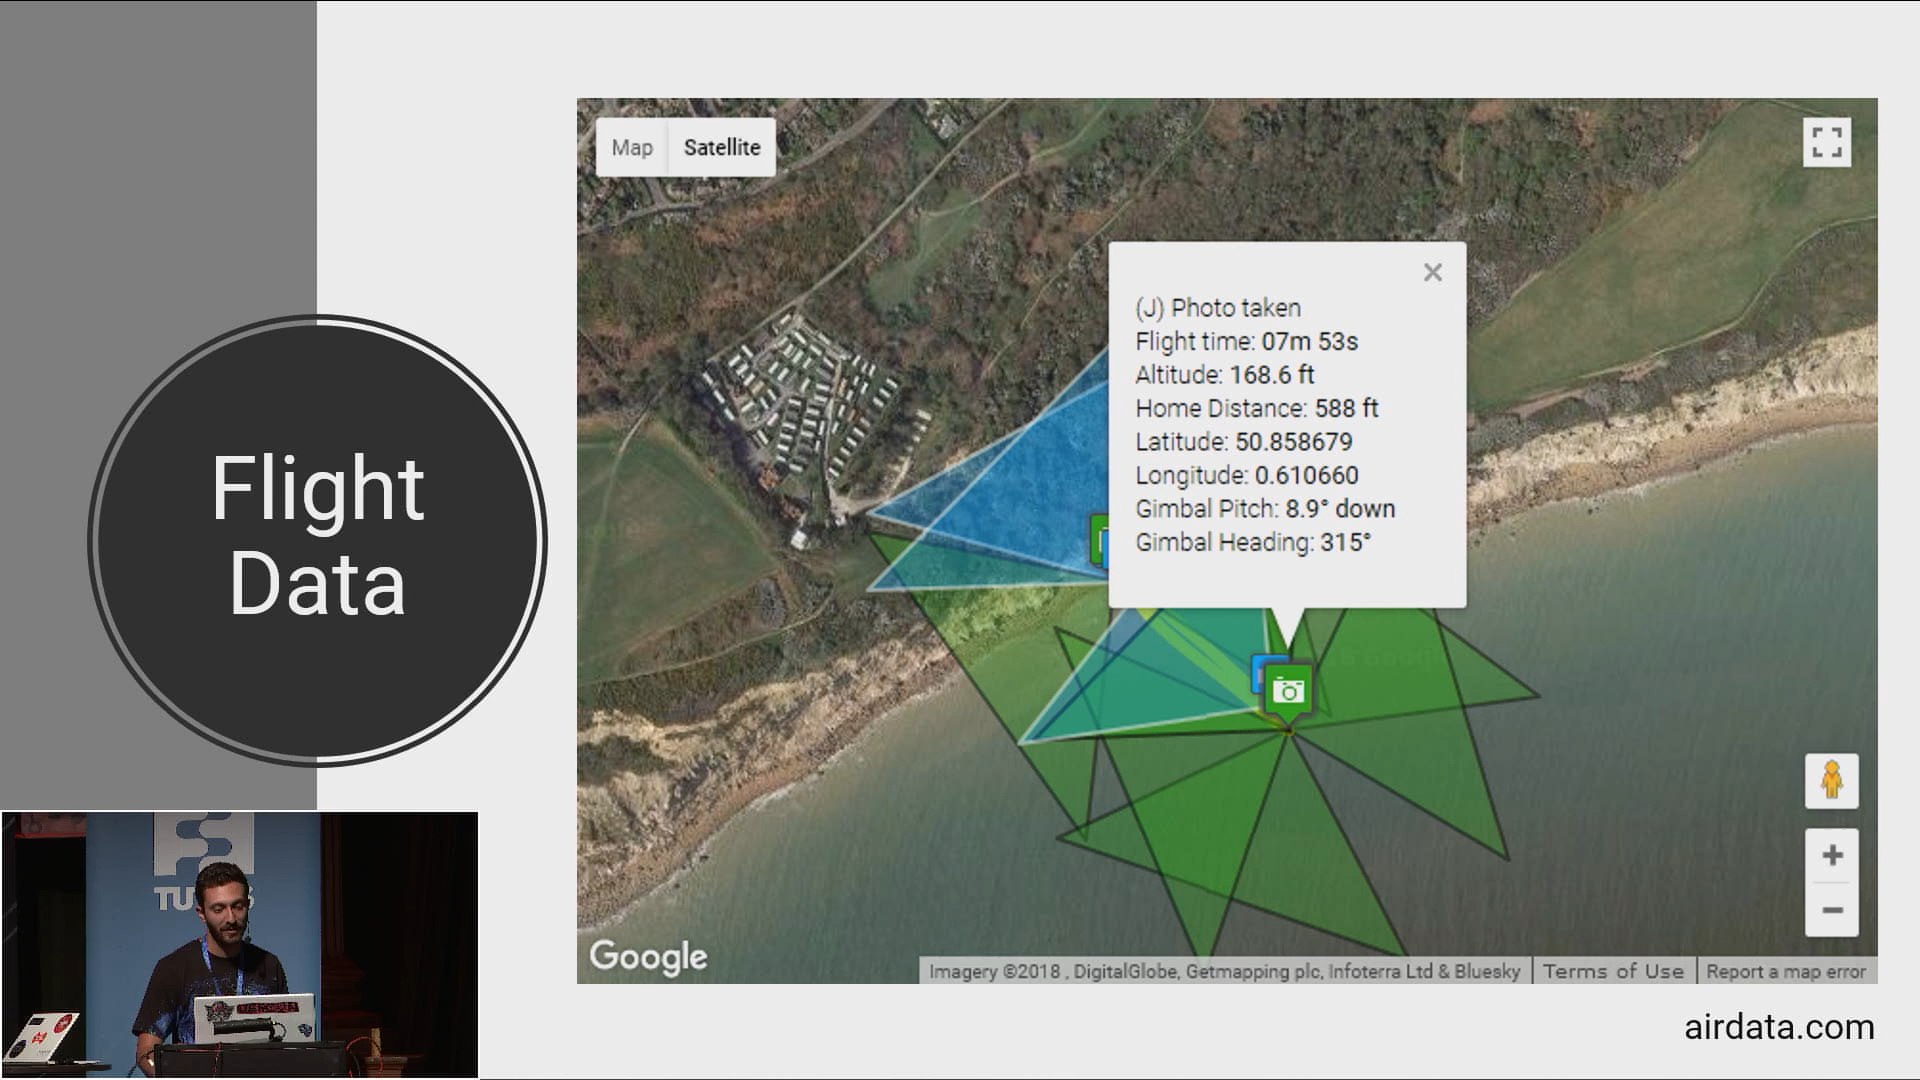 Flight
Data
Map
Satellite
(J) Photo taken
Flight time: 07m 53s
Altitude: 168.6 ft
Home Distance: 588 ft
Latitude: 50.858679
Longitude: 0.610660
Gimbal Pitch: 8.9° down
Gimbal Heading: 315°
Google
Imagery ©2018 , DigitalGlobe, Getmapping plc, Infoterra Ltd & Bluesky
Terms of Use
Report a map error
airdata.com